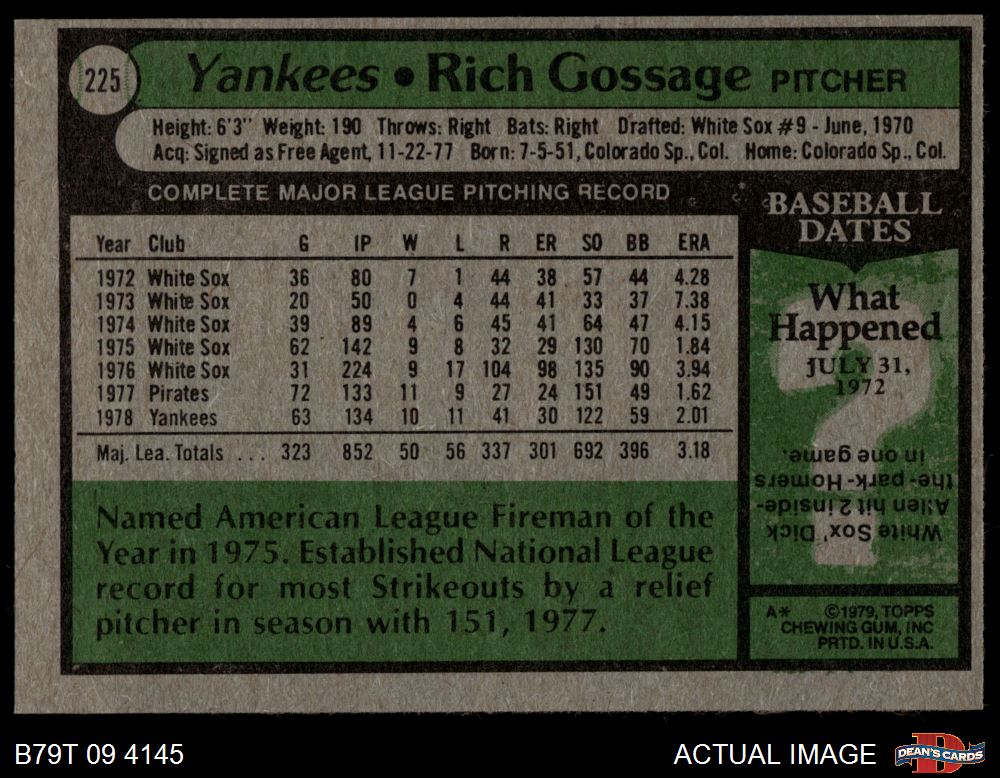 225 Yankees • Rich Gossage PITCHER
Height: 6'3" Weight: 190 Throws: Right Bats: Right Drafted: White Sox #9 - June, 1970
Acq: Signed as Free Agent, 11-22-77 Born: 7-5-51, Colorado Sp., Col. Home: Colorado Sp., Col.
COMPLETE MAJOR LEAGUE PITCHING RECORD
Year Club G IP W L R ER SO BB ERA
1972 White Sox 36 80 7 1 44 38 57 44 4.28
1973 White Sox 20 50 0 4 44 41 33 37 7.38
1974 White Sox 39 89 4 6 45 41 64 47 4.15
1975 White Sox 62 142 9 8 32 29 130 70 1.84
1976 White Sox 31 224 9 17 104 98 135 90 3.94
1977 Pirates 72 133 11 9 27 24 151 49 1.62
1978 Yankees 63 134 10 11 41 30 122 59 2.01
Maj. Lea. Totals ... 323 852 50 56 337 301 692 396 3.18
Named American League Fireman of the
Year in 1975. Established National League
record for most Strikeouts by a relief
pitcher in season with 151, 1977.
BASEBALL
DATES
What
Happened
JULY 31,
1972
?
White Sox' Dick
Allen hit 2 inside-
the-park-Homers
in one game.
A* ©1979, TOPPS
CHEWING GUM, INC
PRTD. IN U.S.A.
B79T 09 4145
ACTUAL IMAGE
D
DEAN'S CARDS